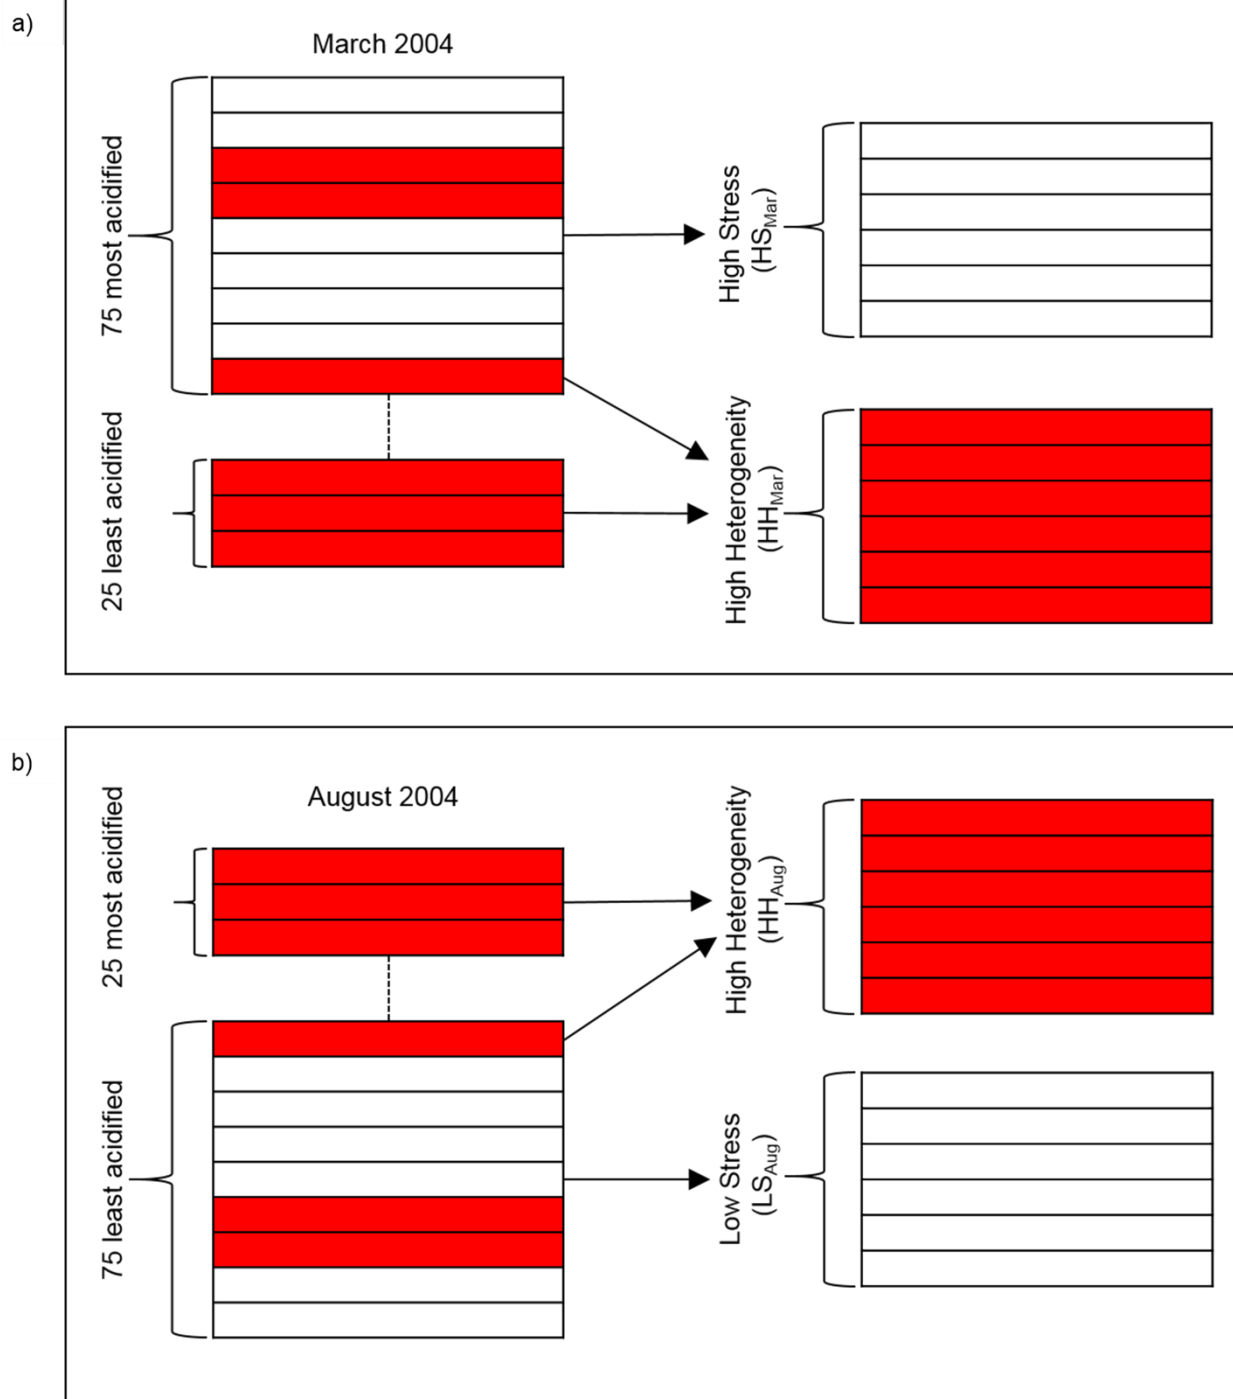 a)
March 2004
75 most acidified
25 least acidified
High Stress
(HSMar)
High Heterogeneity
(HHMar)
b)
August 2004
25 most acidified
75 least acidified
High Heterogeneity
(HHAug)
Low Stress
(LSAug)